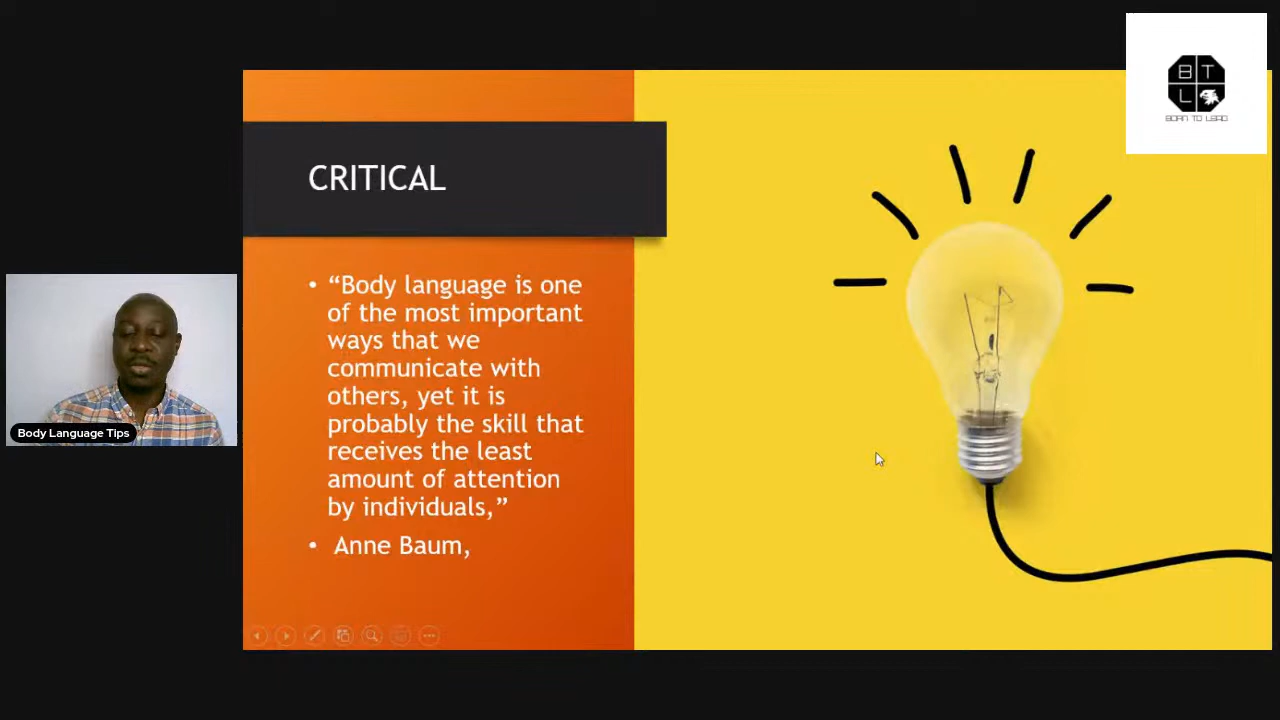 B T
L
BORN TO LEAD
CRITICAL
• “Body language is one
of the most important
ways that we
communicate with
others, yet it is
probably the skill that
receives the least
amount of attention
by individuals,”
• Anne Baum,
Body Language Tips